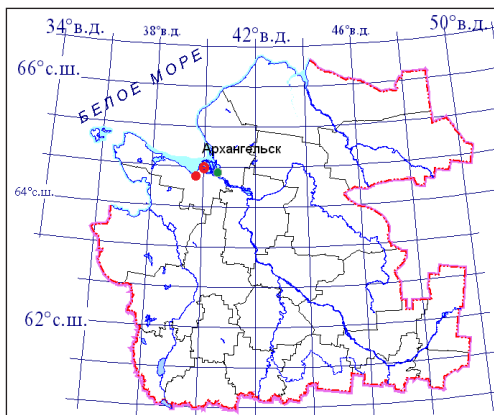 34°в.д.
38°в.д.
42°в.д.
46°в.д.
50°в.д.
66°с.ш.
БЕЛОЕ МОРЕ
Архангельск
64°с.ш.
62°с.ш.